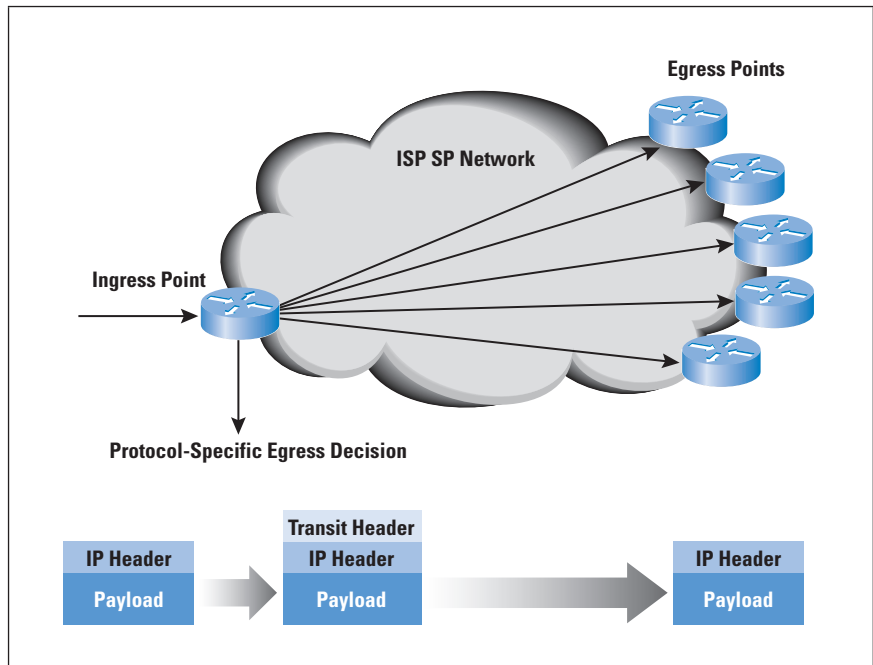 Egress Points
ISP SP Network
Ingress Point
Protocol-Specific Egress Decision
Transit Header
IP Header
IP Header
IP Header
Payload
Payload
Payload